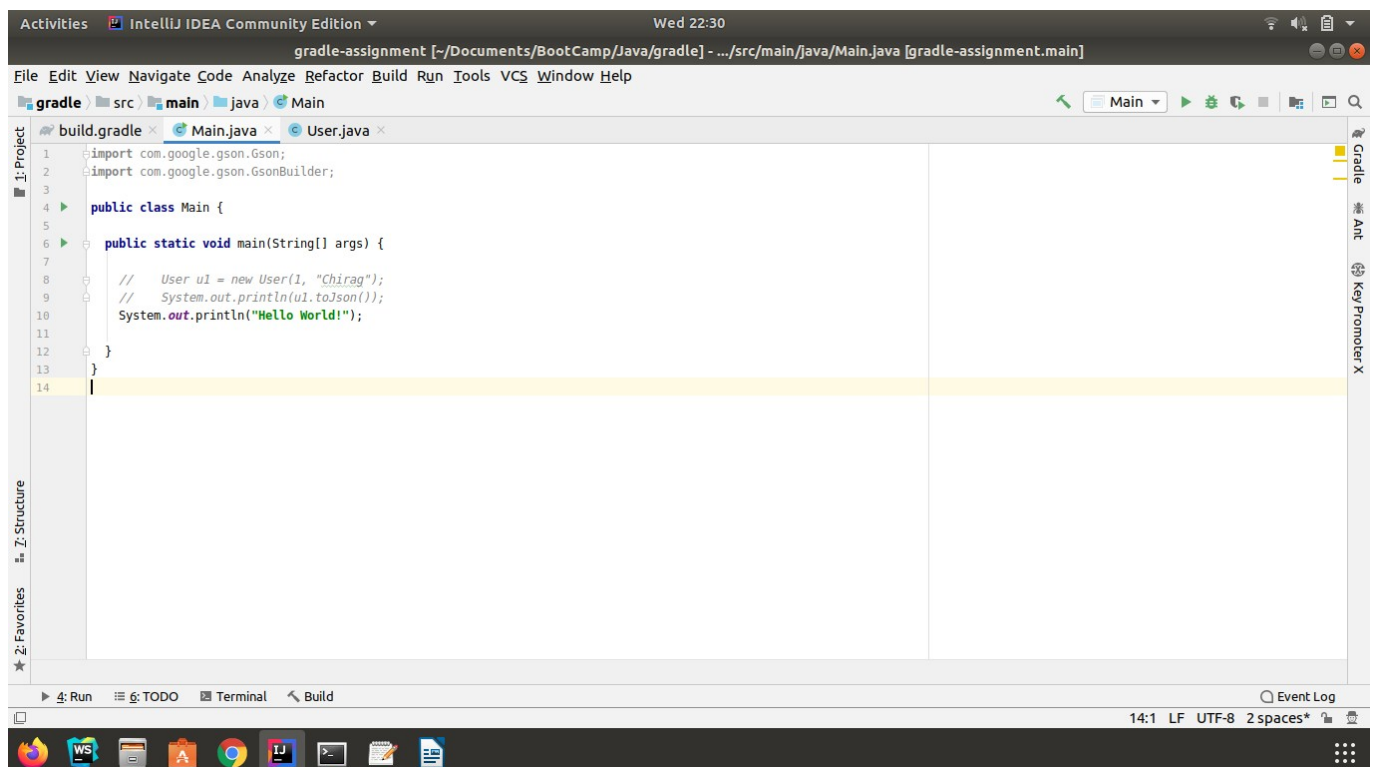 Activities IntelliJ IDEA Community Edition Wed 22:30
gradle-assignment [~/Documents/BootCamp/Java/gradle] - .../src/main/java/Main.java [gradle-assignment.main]
File Edit View Navigate Code Analyze Refactor Build Run Tools VCS Window Help
gradle src main java Main Main
build.gradle Main.java User.java
1: Project
Gradle
Ant
Key Promoter X
1 import com.google.gson.Gson;
2 import com.google.gson.GsonBuilder;
3
4 public class Main {
5
6 public static void main(String[] args) {
7
8 // User u1 = new User(1, "Chirag");
9 // System.out.println(u1.toJson());
10 System.out.println("Hello World!");
11
12 }
13 }
14
Z: Structure
2: Favorites
4: Run 6: TODO Terminal Build Event Log
14:1 LF UTF-8 2 spaces*
WS A IJ >_